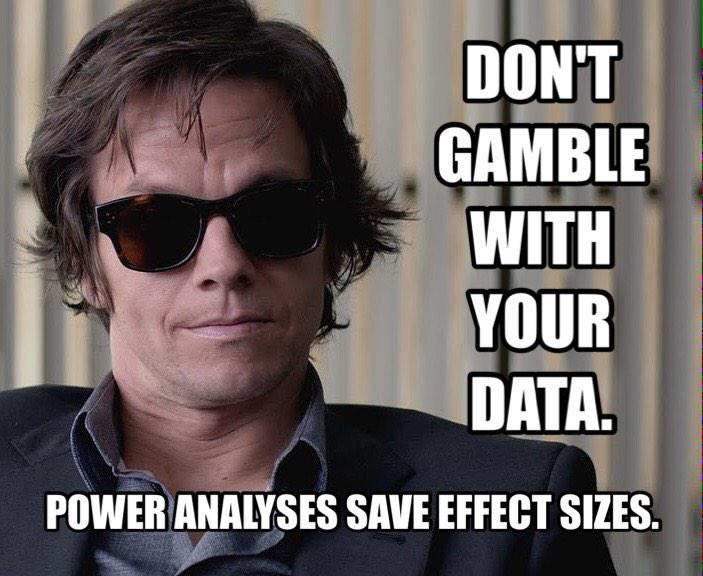 DON'T
GAMBLE
WITH
YOUR
DATA.
POWER ANALYSES SAVE EFFECT SIZES.